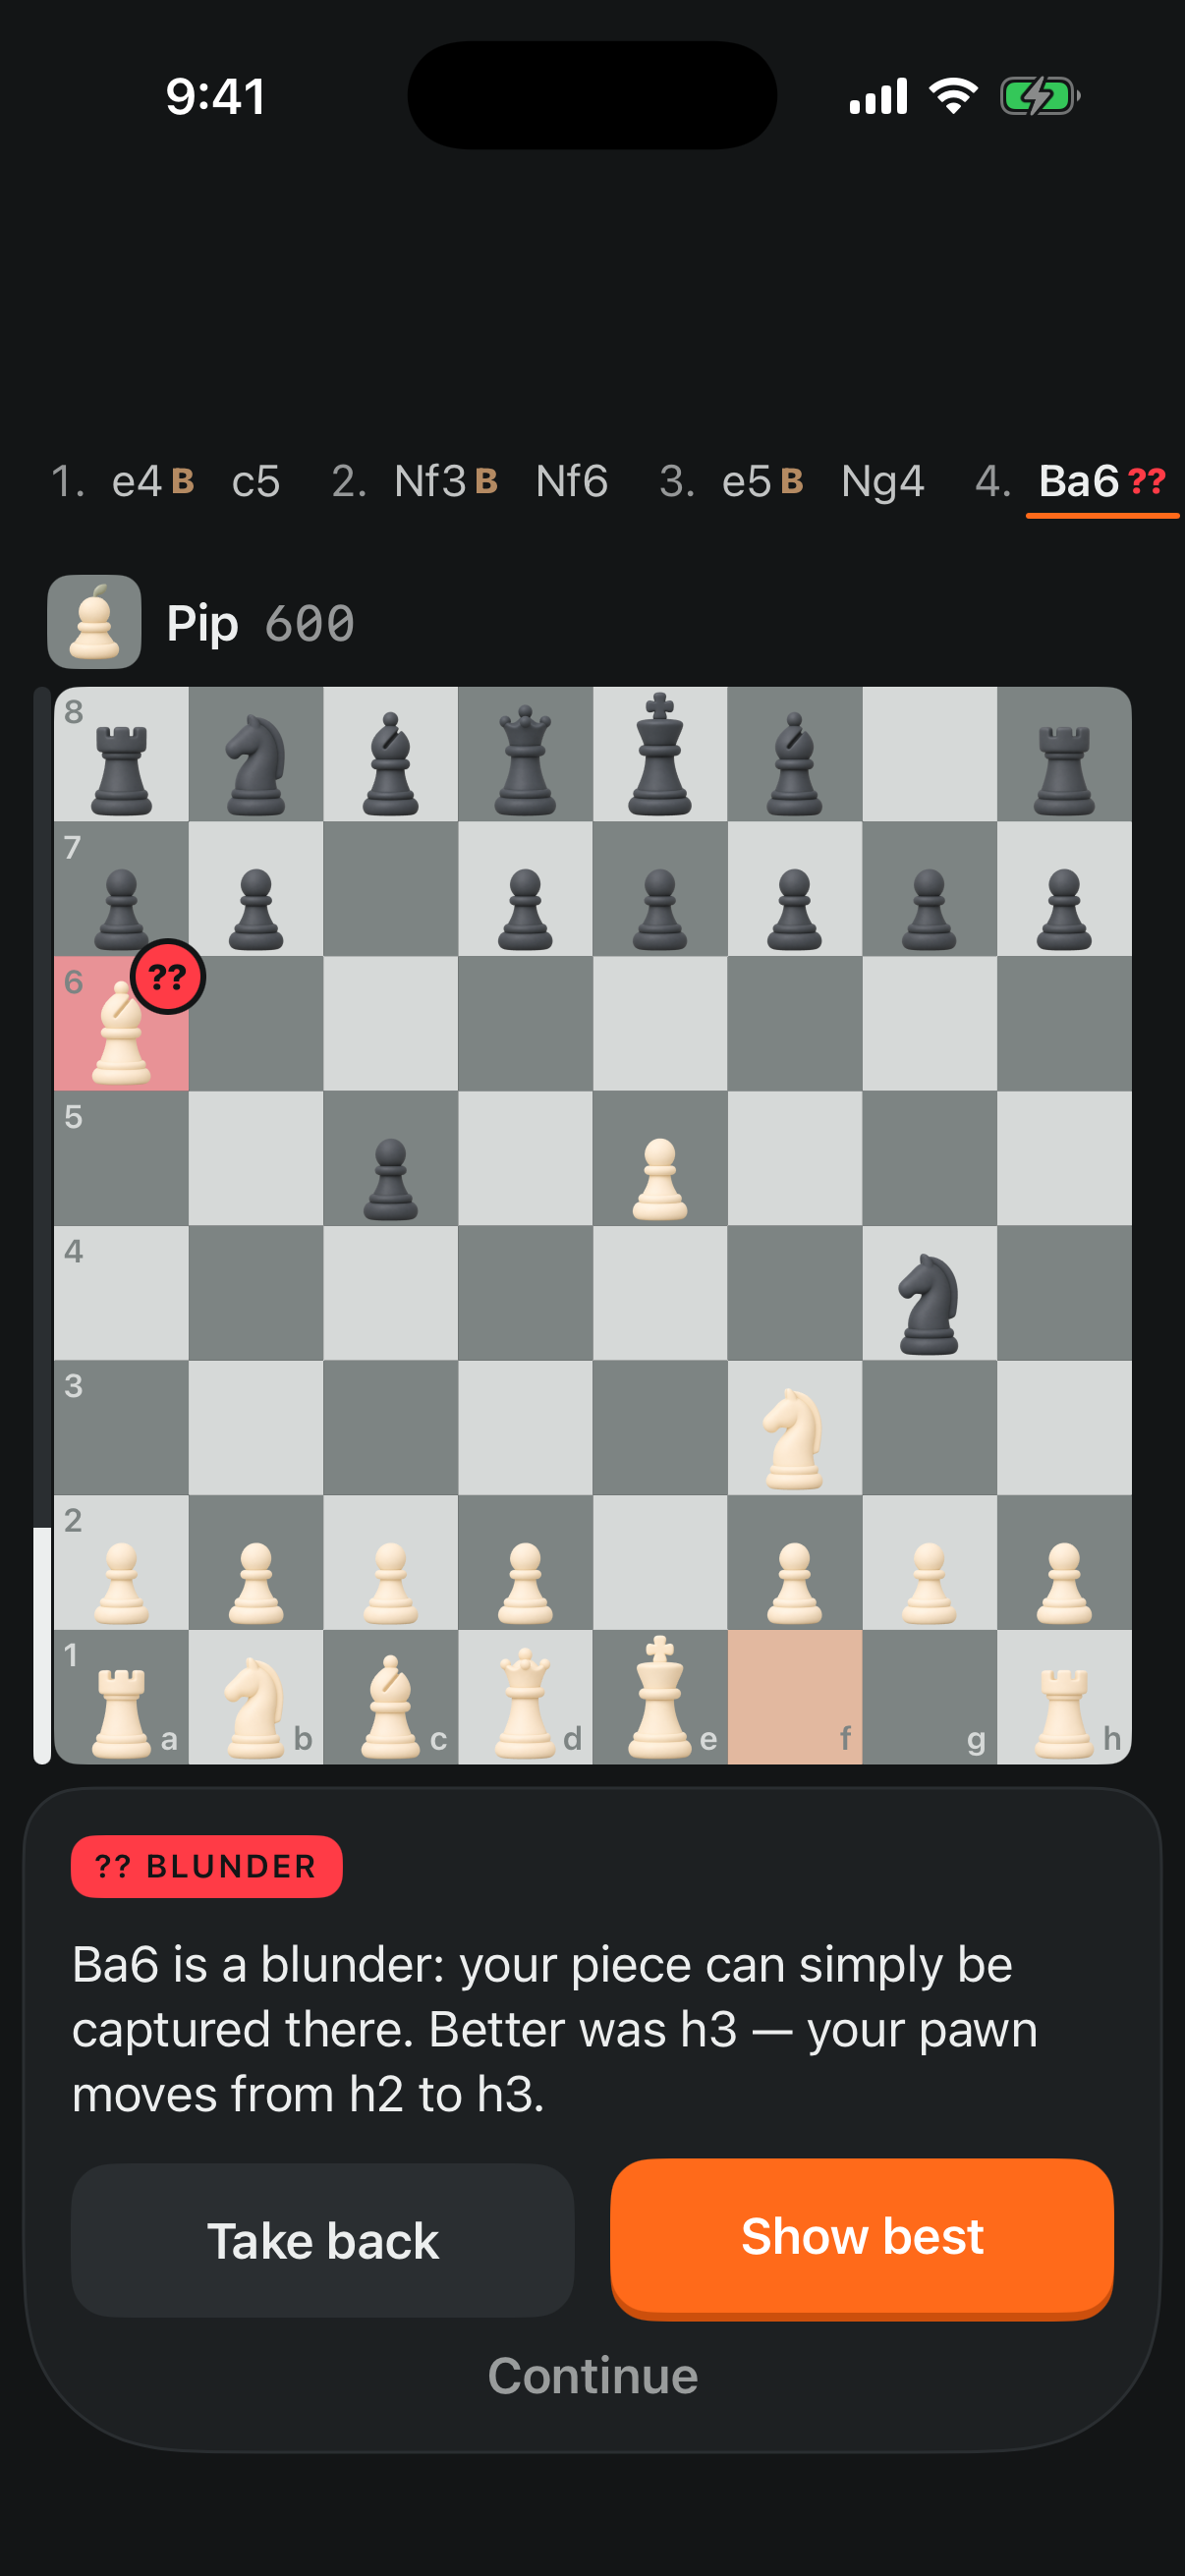 9:41
1. e4 B c5 2. Nf3 B Nf6 3. e5 B Ng4 4. Ba6 ??
Pip 600
8
7
??
6
5
4
3
2
1
a b c d e f g h
?? BLUNDER
Ba6 is a blunder: your piece can simply be
captured there. Better was h3 — your pawn
moves from h2 to h3.
Take back Show best
Continue